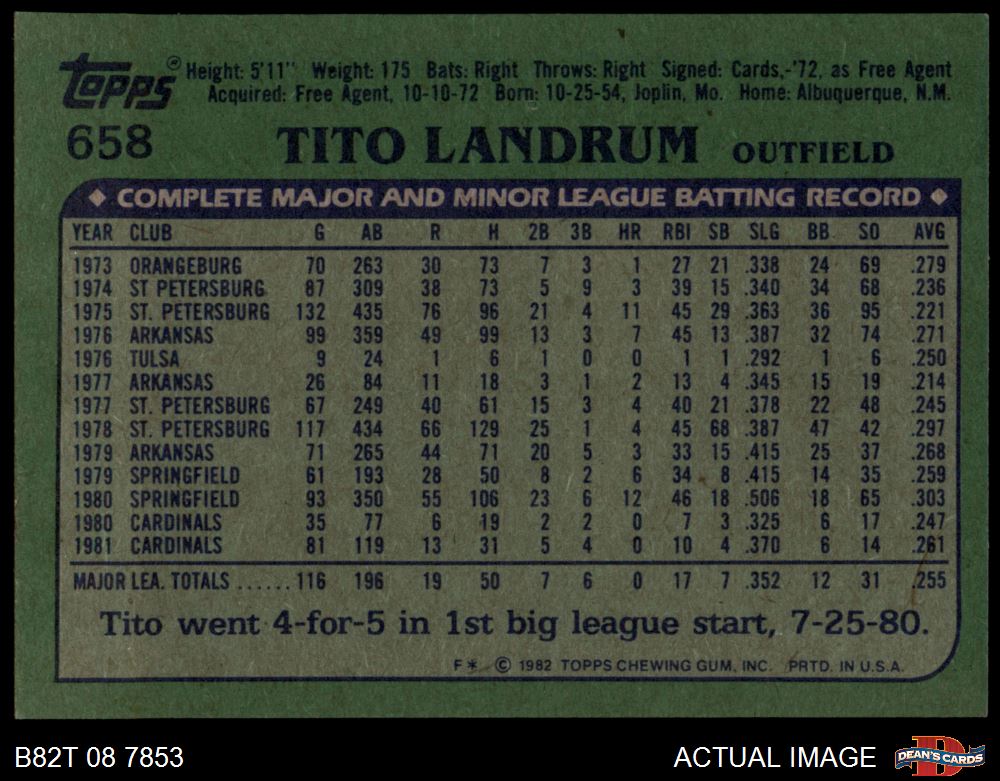 Topps® Height: 5'11" Weight: 175 Bats: Right Throws: Right Signed: Cards,-'72, as Free Agent
Acquired: Free Agent, 10-10-72 Born: 10-25-54, Joplin, Mo. Home: Albuquerque, N.M.
658 TITO LANDRUM OUTFIELD
◆ COMPLETE MAJOR AND MINOR LEAGUE BATTING RECORD ◆
YEAR CLUB G AB R H 2B 3B HR RBI SB SLG BB SO AVG
1973 ORANGEBURG 70 263 30 73 7 3 1 27 21 .338 24 69 .279
1974 ST PETERSBURG 87 309 38 73 5 9 3 39 15 .340 34 68 .236
1975 ST. PETERSBURG 132 435 76 96 21 4 11 45 29 .363 36 95 .221
1976 ARKANSAS 99 359 49 99 13 3 7 45 13 .387 32 74 .271
1976 TULSA 9 24 1 6 1 0 0 1 1 .292 1 6 .250
1977 ARKANSAS 26 84 11 18 3 1 2 13 4 .345 15 19 .214
1977 ST. PETERSBURG 67 249 40 61 15 3 4 40 21 .378 22 48 .245
1978 ST. PETERSBURG 117 434 66 129 25 1 4 45 68 .387 47 42 .297
1979 ARKANSAS 71 265 44 71 20 5 3 33 15 .415 25 37 .268
1979 SPRINGFIELD 61 193 28 50 8 2 6 34 8 .415 14 35 .259
1980 SPRINGFIELD 93 350 55 106 23 6 12 46 18 .506 18 65 .303
1980 CARDINALS 35 77 6 19 2 2 0 7 3 .325 6 17 .247
1981 CARDINALS 81 119 13 31 5 4 0 10 4 .370 6 14 .261
MAJOR LEA. TOTALS ......116 196 19 50 7 6 0 17 7 .352 12 31 .255
Tito went 4-for-5 in 1st big league start, 7-25-80.
F* © 1982 TOPPS CHEWING GUM, INC. PRTD. IN U.S.A.
B82T 08 7853 ACTUAL IMAGE DEAN'S CARDS